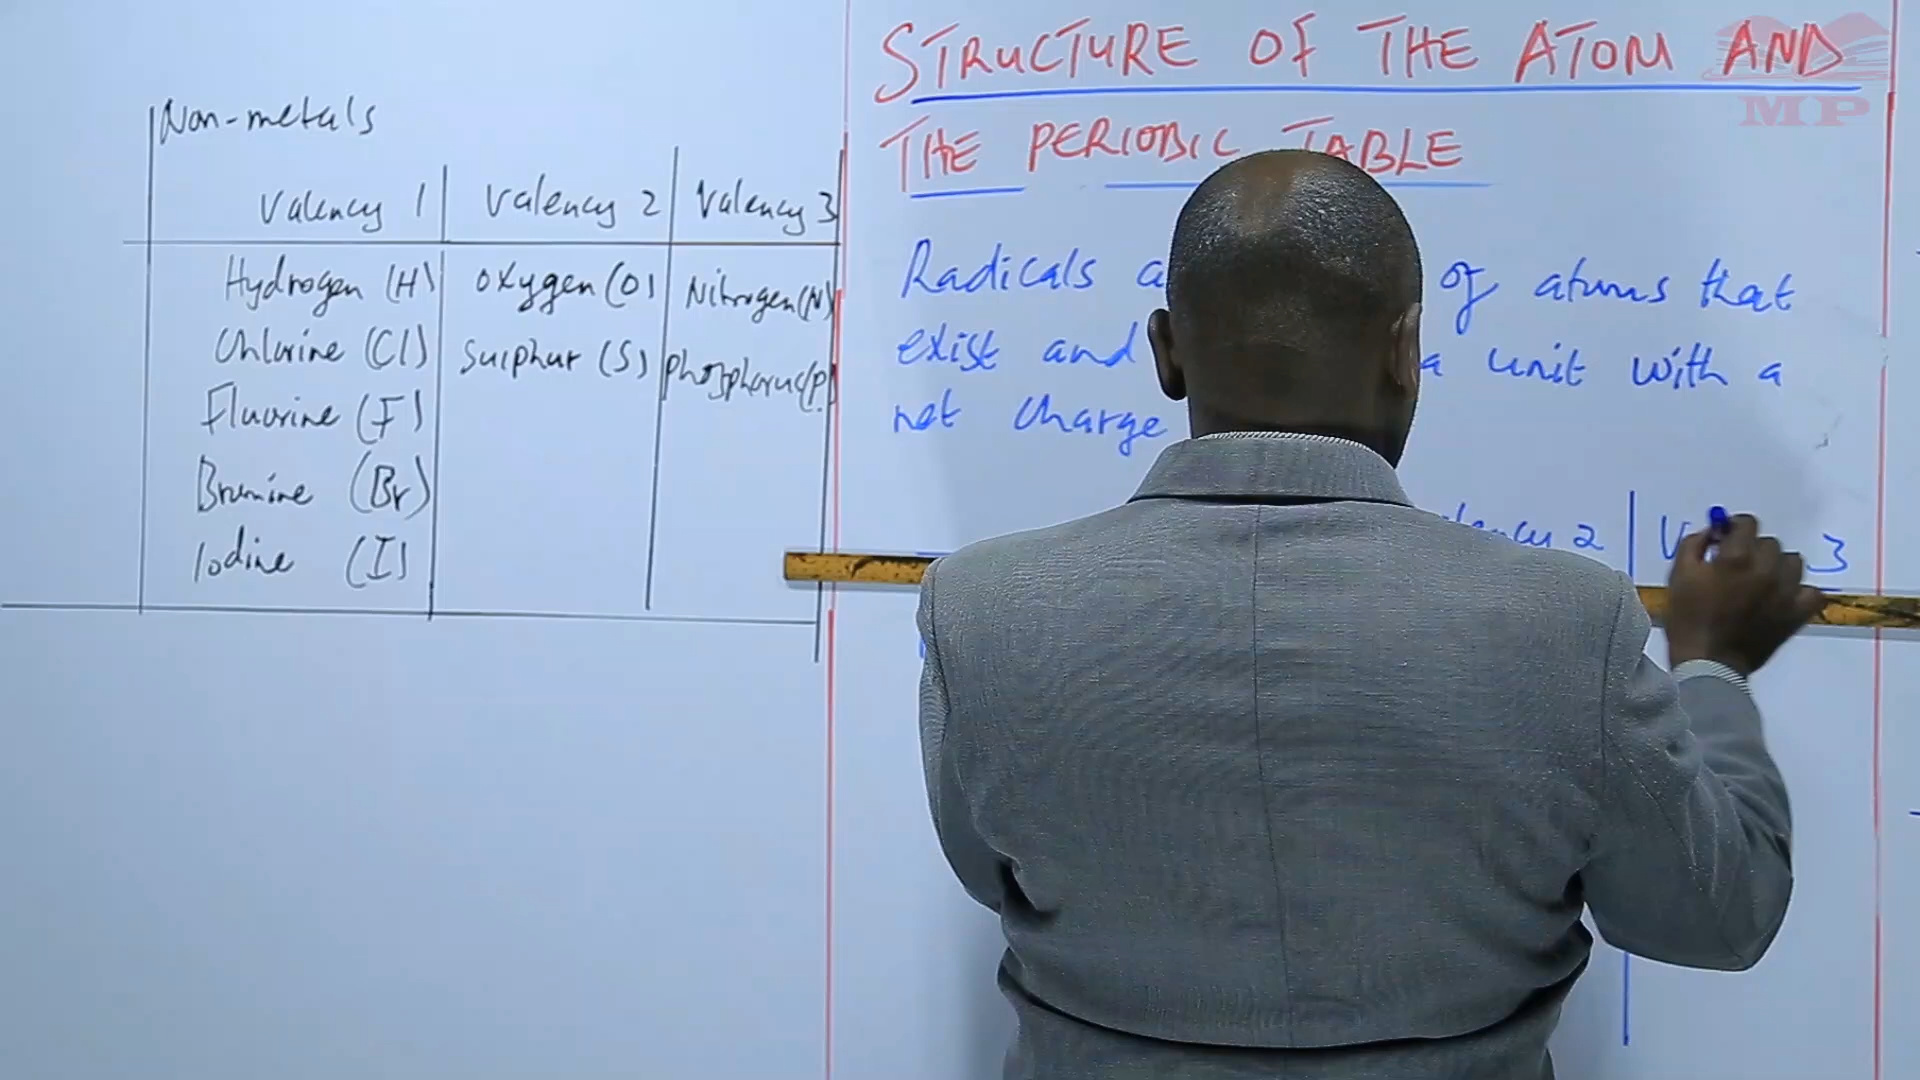 Non-metals
Valency 1 Valency 2 Valency 3
Hydrogen (H) Oxygen (O) Nitrogen (N)
Chlorine (Cl) Sulphur (S) Phosphorus (P)
Fluorine (F)
Bromine (Br)
Iodine (I)
STRUCTURE OF THE ATOM AND
THE PERIODIC TABLE
Radicals of atoms that
exist and a unit with a
net charge
2 3
MP